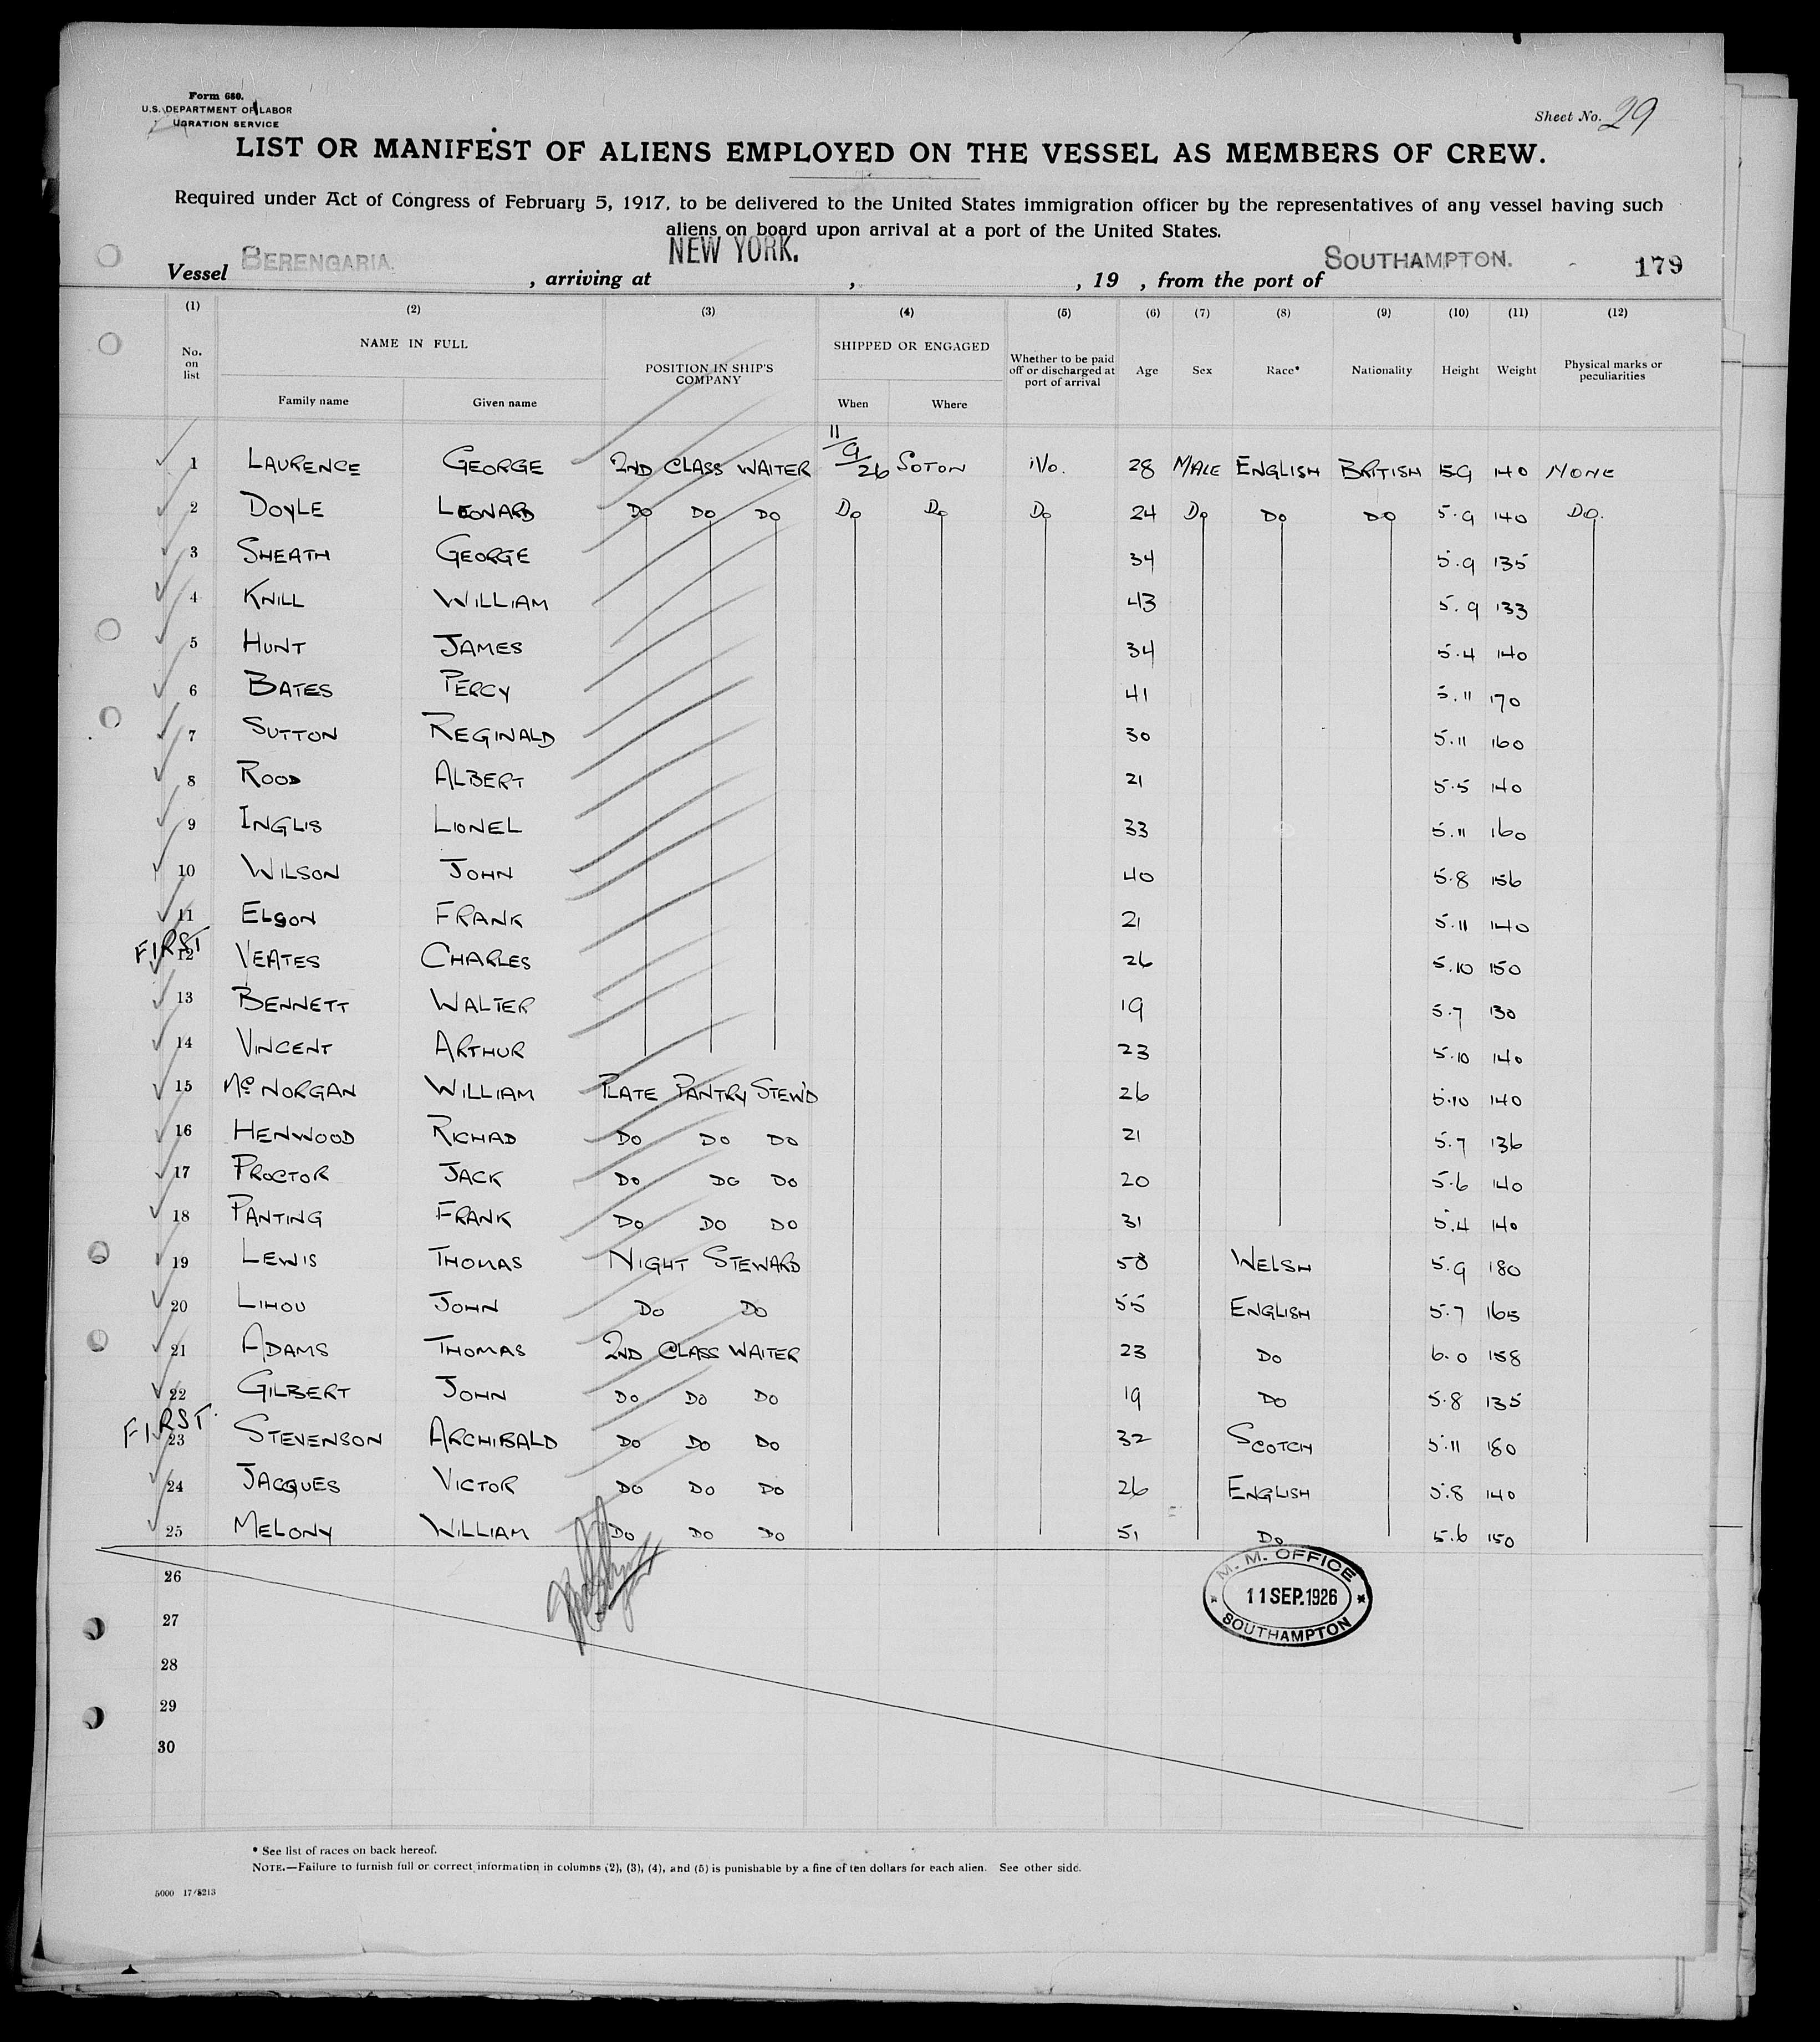 Form 680.
U.S. DEPARTMENT OF LABOR
IGRATION SERVICE
Sheet No. 29
LIST OR MANIFEST OF ALIENS EMPLOYED ON THE VESSEL AS MEMBERS OF CREW.
Required under Act of Congress of February 5, 1917, to be delivered to the United States immigration officer by the representatives of any vessel having such
aliens on board upon arrival at a port of the United States.
Vessel BERENGARIA. , arriving at NEW YORK. , , 19 , from the port of SOUTHAMPTON. 179
(1) (2) (3) (4) (5) (6) (7) (8) (9) (10) (11) (12)
No. on list NAME IN FULL POSITION IN SHIP'S COMPANY SHIPPED OR ENGAGED Whether to be paid off or discharged at port of arrival Age Sex Race* Nationality Height Weight Physical marks or peculiarities
Family name Given name When Where
1 LAURENCE GEORGE 2ND CLASS WAITER 11/9/26 SOTON No. 28 MALE ENGLISH BRITISH 5.9 140 NONE
2 DOYLE LEONARD DO DO DO DO DO DO 24 DO DO DO 5.9 140 DO.
3 SHEATH GEORGE 34 5.9 135
4 KNILL WILLIAM 43 5.9 133
5 HUNT JAMES 34 5.4 140
6 BATES PERCY 41 5.11 170
7 SUTTON REGINALD 30 5.11 160
8 ROOD ALBERT 21 5.5 140
9 INGLIS LIONEL 33 5.11 160
10 WILSON JOHN 40 5.8 156
11 ELSON FRANK 21 5.11 140
FIRST
12 YEATES CHARLES 26 5.10 150
13 BENNETT WALTER 19 5.7 130
14 VINCENT ARTHUR 23 5.10 140
15 Mc NORGAN WILLIAM PLATE PANTRY STEW'D 26 5.10 140
16 HENWOOD RICHAD DO DO DO 21 5.7 136
17 PROCTOR JACK DO DO DO 20 5.6 140
18 PANTING FRANK DO DO DO 31 5.4 140
19 LEWIS THOMAS NIGHT STEWARD 58 WELSH 5.9 180
20 LIHOU JOHN DO DO 55 ENGLISH 5.7 165
21 ADAMS THOMAS 2ND CLASS WAITER 23 DO 6.0 158
22 GILBERT JOHN DO DO DO 19 DO 5.8 135
FIRST.
23 STEVENSON ARCHIBALD DO DO DO 32 SCOTCH 5.11 180
24 JACQUES VICTOR DO DO DO 26 ENGLISH 5.8 140
25 MELONY WILLIAM DO DO DO 51 DO 5.6 150
26
27
28
29
30
M. M. OFFICE
11 SEP. 1926
SOUTHAMPTON
* See list of races on back hereof.
NOTE.—Failure to furnish full or correct information in columns (2), (3), (4), and (5) is punishable by a fine of ten dollars for each alien. See other side.
5000 17/8213